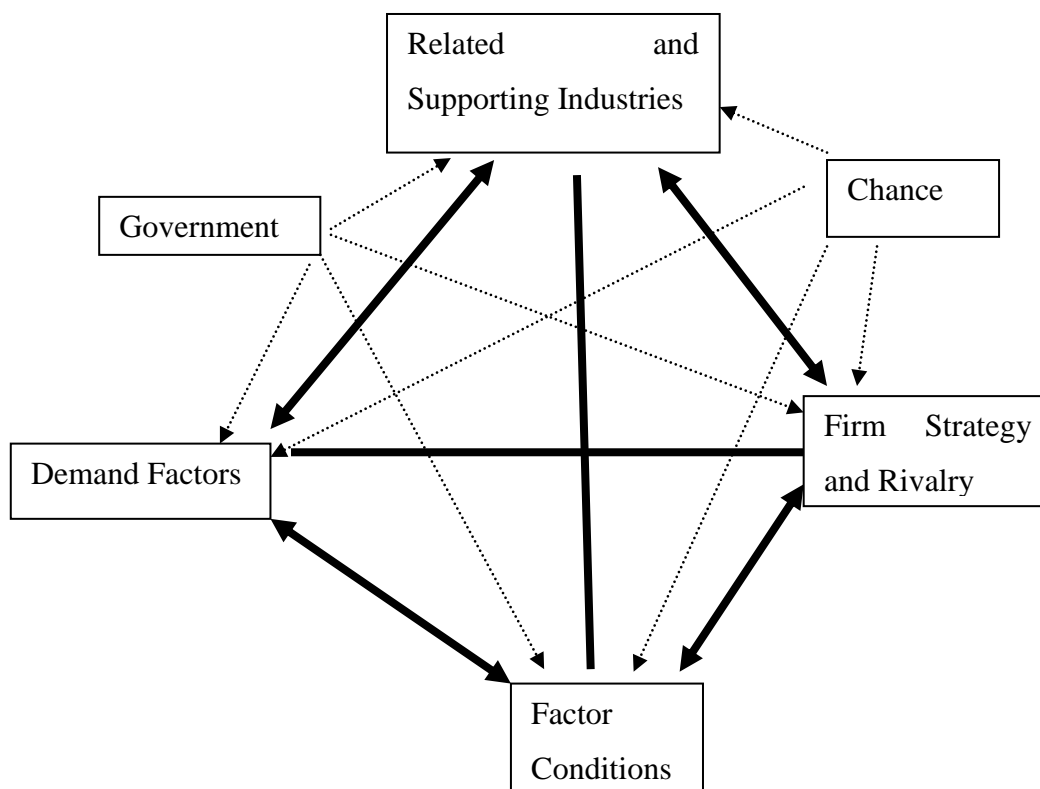 Related and
Supporting Industries
Chance
Government
Firm Strategy
and Rivalry
Demand Factors
Factor
Conditions